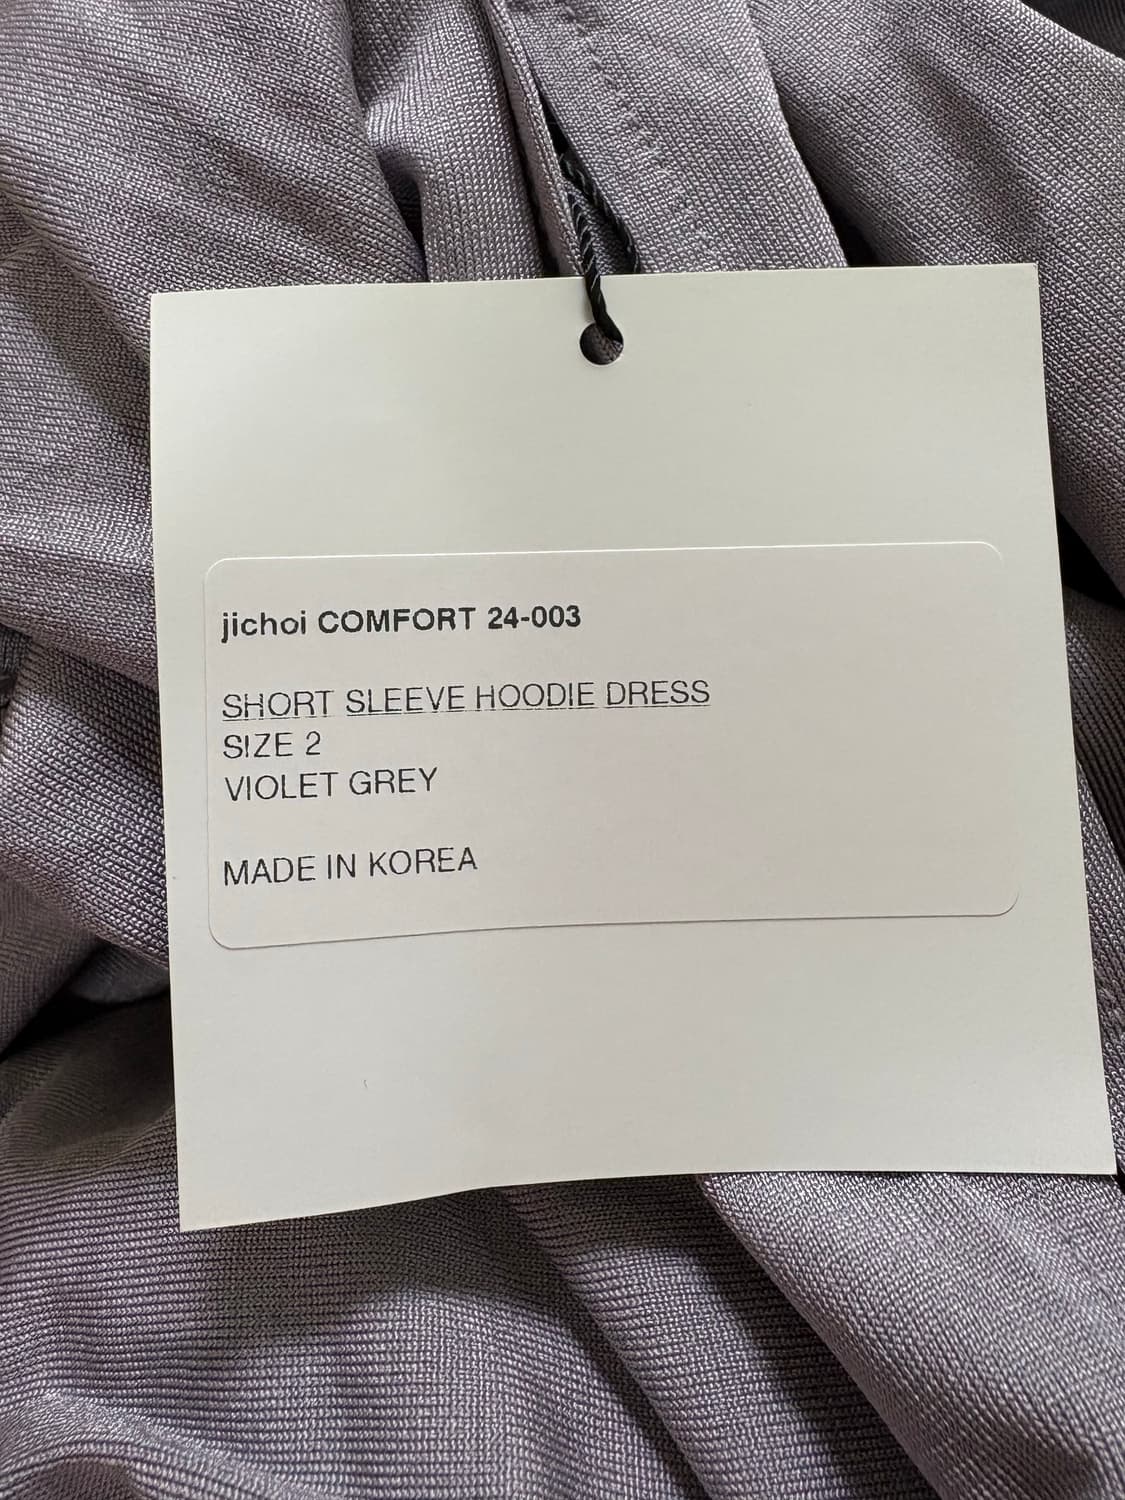 jichoi COMFORT 24-003
SHORT SLEEVE HOODIE DRESS
SIZE 2
VIOLET GREY
MADE IN KOREA